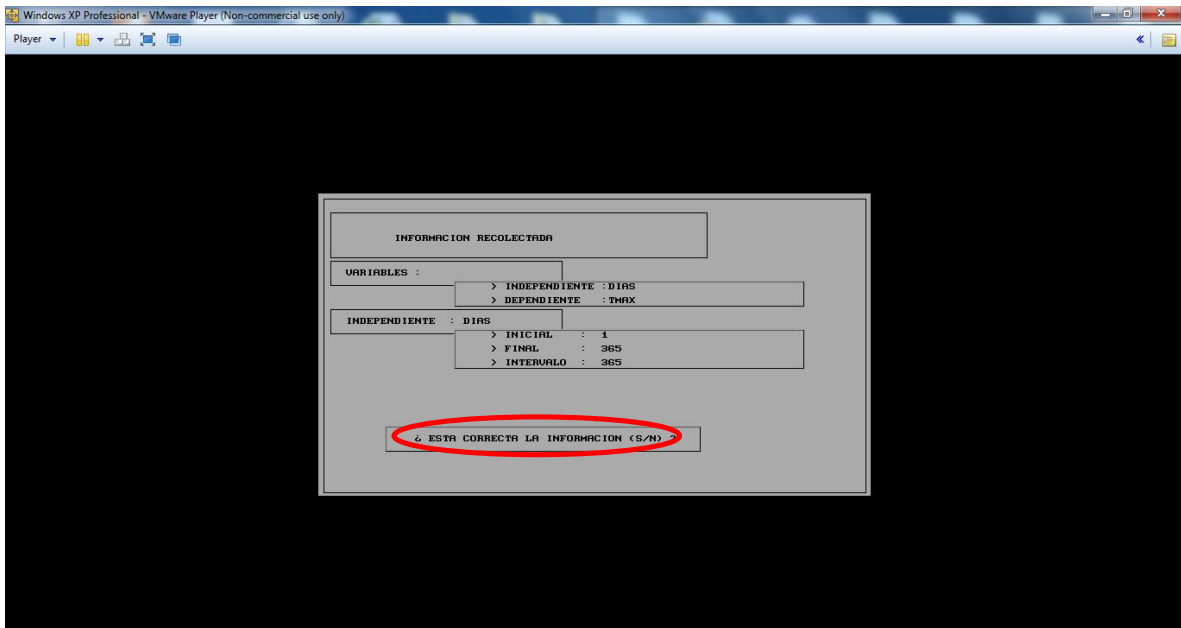 Windows XP Professional - VMware Player (Non-commercial use only)
Player
INFORMACION RECOLECTADA
VARIABLES :
> INDEPENDIENTE :DIAS
> DEPENDIENTE :TMAX
INDEPENDIENTE : DIAS
> INICIAL : 1
> FINAL : 365
> INTERVALO : 365
¿ ESTA CORRECTA LA INFORMACION (S/N) ?